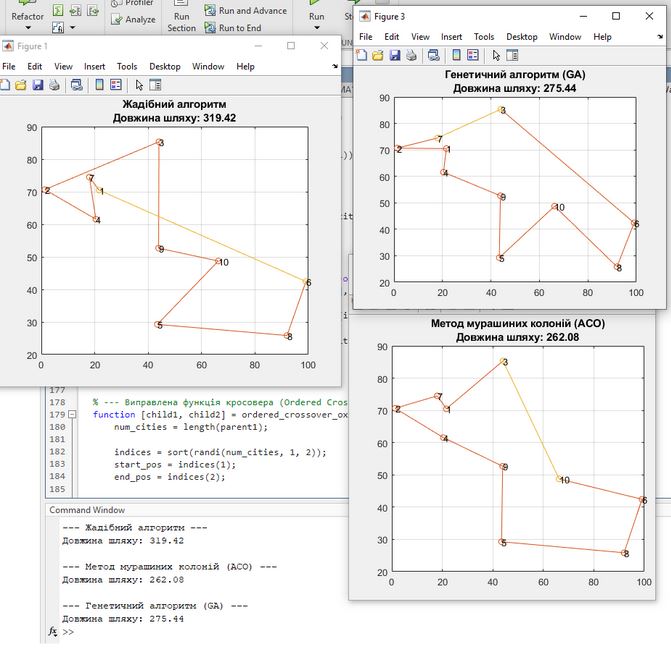 Refactor
Profiler
Analyze
Run
Section
Run and Advance
Run to End
Run
Figure 1
File Edit View Insert Tools Desktop Window Help
Жадібний алгоритм
Довжина шляху: 319.42
90
80
70
60
50
40
30
20
0 20 40 60 80 100
1
2
3
4
5
6
7
8
9
10
Figure 3
File Edit View Insert Tools Desktop Window Help
Генетичний алгоритм (GA)
Довжина шляху: 275.44
90
80
70
60
50
40
30
20
0 20 40 60 80 100
1
2
3
4
5
6
7
8
9
10
Метод мурашиних колоній (ACO)
Довжина шляху: 262.08
90
80
70
60
50
40
30
20
0 20 40 60 80 100
1
2
3
4
5
6
7
8
9
10
177
178 % --- Виправлена функція кросовера (Ordered
179 function [child1, child2] = ordered_crossover_ox
180 num_cities = length(parent1);
181
182 indices = sort(randi(num_cities, 1, 2));
183 start_pos = indices(1);
184 end_pos = indices(2);
185
Command Window
--- Жадібний алгоритм ---
Довжина шляху: 319.42
--- Метод мурашиних колоній (ACO) ---
Довжина шляху: 262.08
--- Генетичний алгоритм (GA) ---
Довжина шляху: 275.44
fx >>